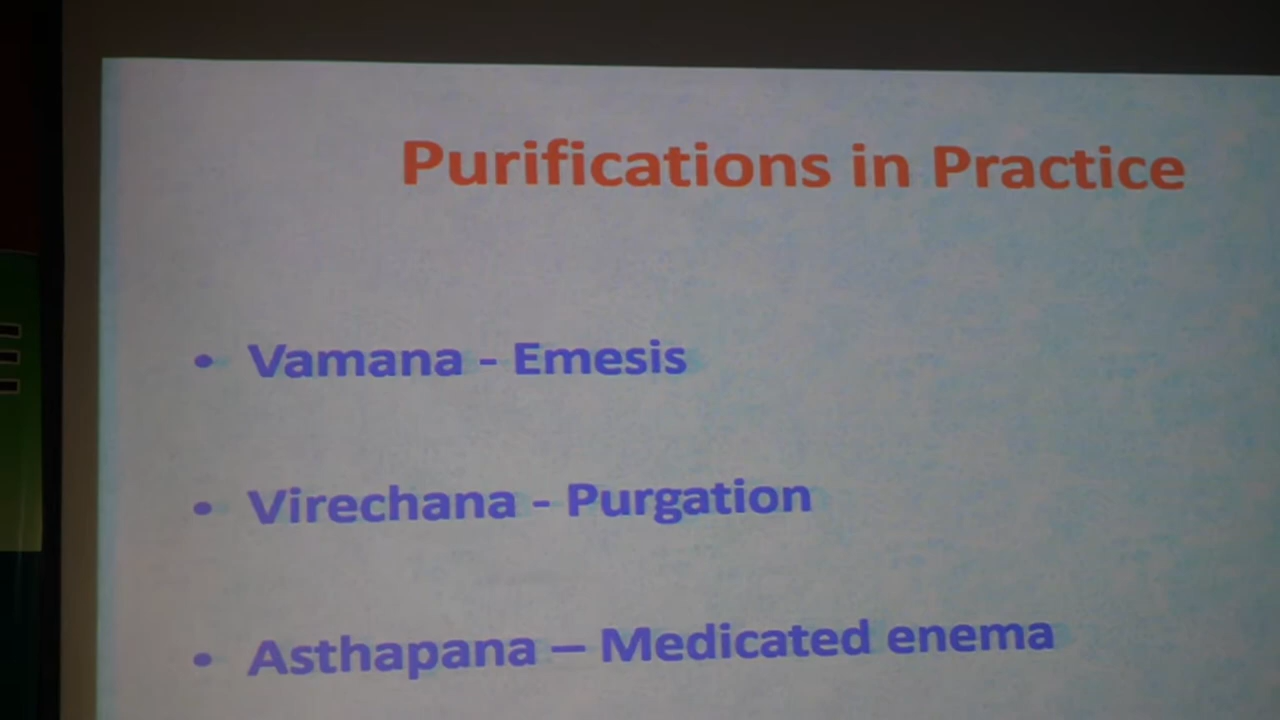 Purifications in Practice
• Vamana - Emesis
• Virechana - Purgation
• Asthapana – Medicated enema